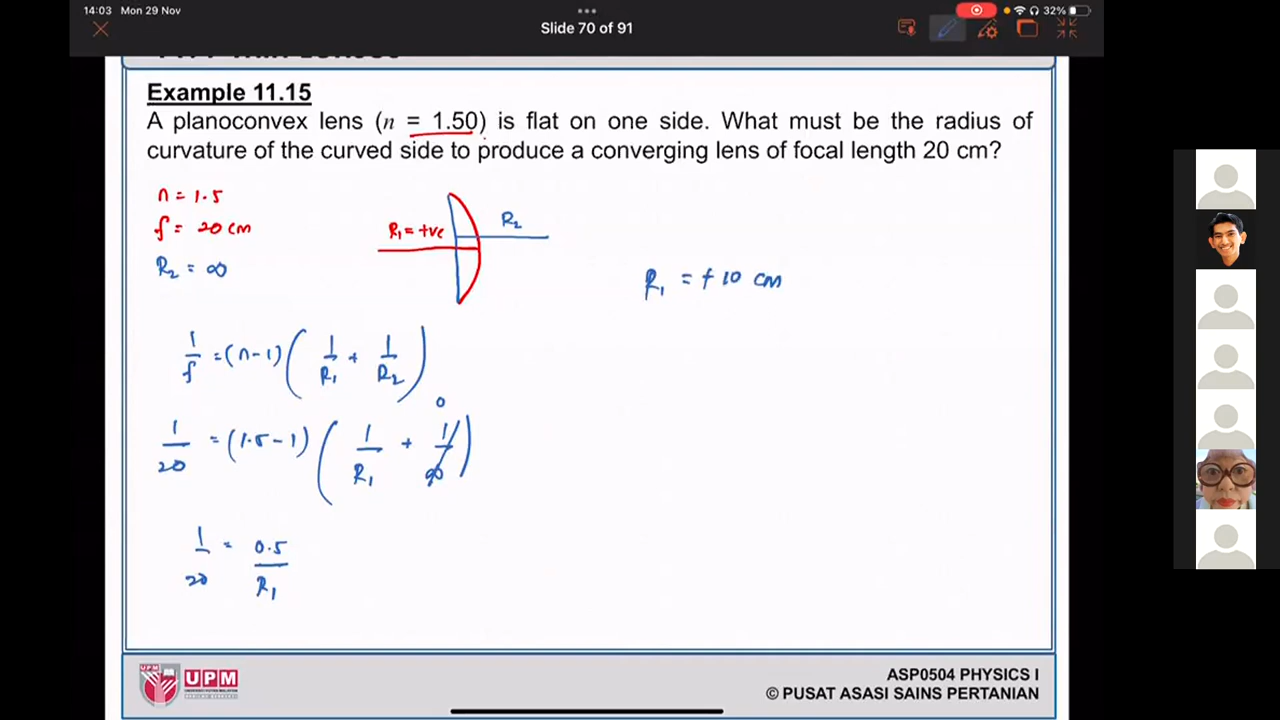 14:03 Mon 29 Nov
32%
Slide 70 of 91
Example 11.15
A planoconvex lens (n = 1.50) is flat on one side. What must be the radius of
curvature of the curved side to produce a converging lens of focal length 20 cm?
n = 1.5
f = 20 cm
R₂ = ∞
R₁ = +ve
R₂
R₁ = +10 cm
1/f = (n-1) ( 1/R₁ + 1/R₂ )
0
1/20 = (1.5-1) ( 1/R₁ + 1/∞ )
1/20 = 0.5/R₁
UPM
ASP0504 PHYSICS I
© PUSAT ASASI SAINS PERTANIAN